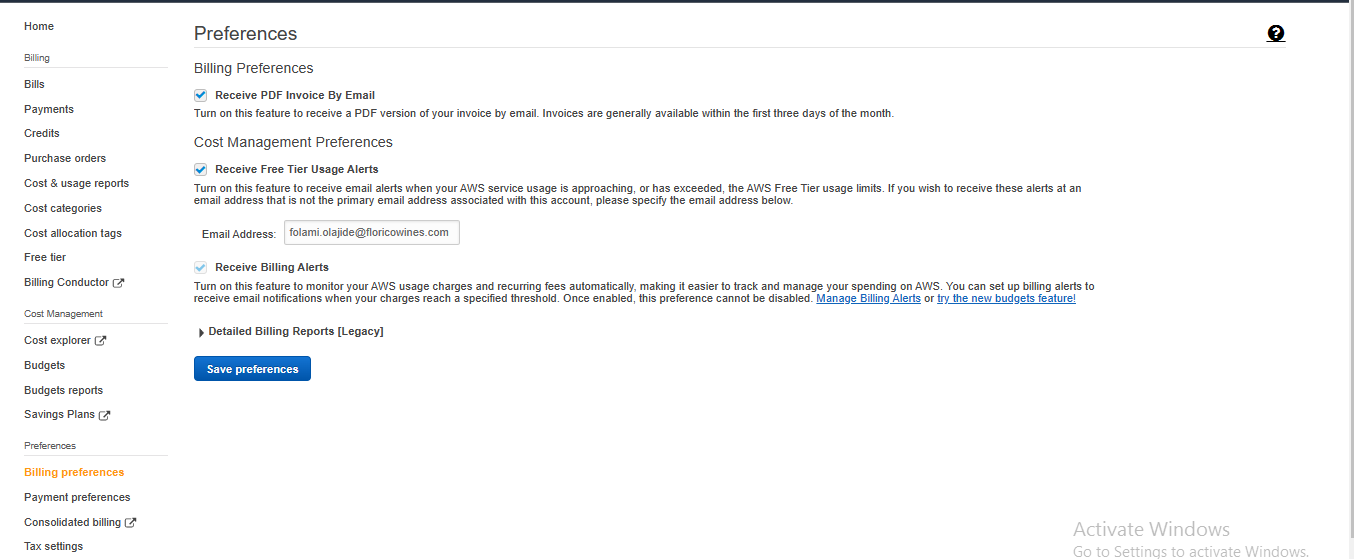 Home
Billing
Bills
Payments
Credits
Purchase orders
Cost & usage reports
Cost categories
Cost allocation tags
Free tier
Billing Conductor
Cost Management
Cost explorer
Budgets
Budgets reports
Savings Plans
Preferences
Billing preferences
Payment preferences
Consolidated billing
Tax settings
Preferences
?
Billing Preferences
Receive PDF Invoice By Email
Turn on this feature to receive a PDF version of your invoice by email. Invoices are generally available within the first three days of the month.
Cost Management Preferences
Receive Free Tier Usage Alerts
Turn on this feature to receive email alerts when your AWS service usage is approaching, or has exceeded, the AWS Free Tier usage limits. If you wish to receive these alerts at an
email address that is not the primary email address associated with this account, please specify the email address below.
Email Address: folami.olajide@floricowines.com
Receive Billing Alerts
Turn on this feature to monitor your AWS usage charges and recurring fees automatically, making it easier to track and manage your spending on AWS. You can set up billing alerts to
receive email notifications when your charges reach a specified threshold. Once enabled, this preference cannot be disabled. Manage Billing Alerts or try the new budgets feature!
Detailed Billing Reports [Legacy]
Save preferences
Activate Windows
Go to Settings to activate Windows.